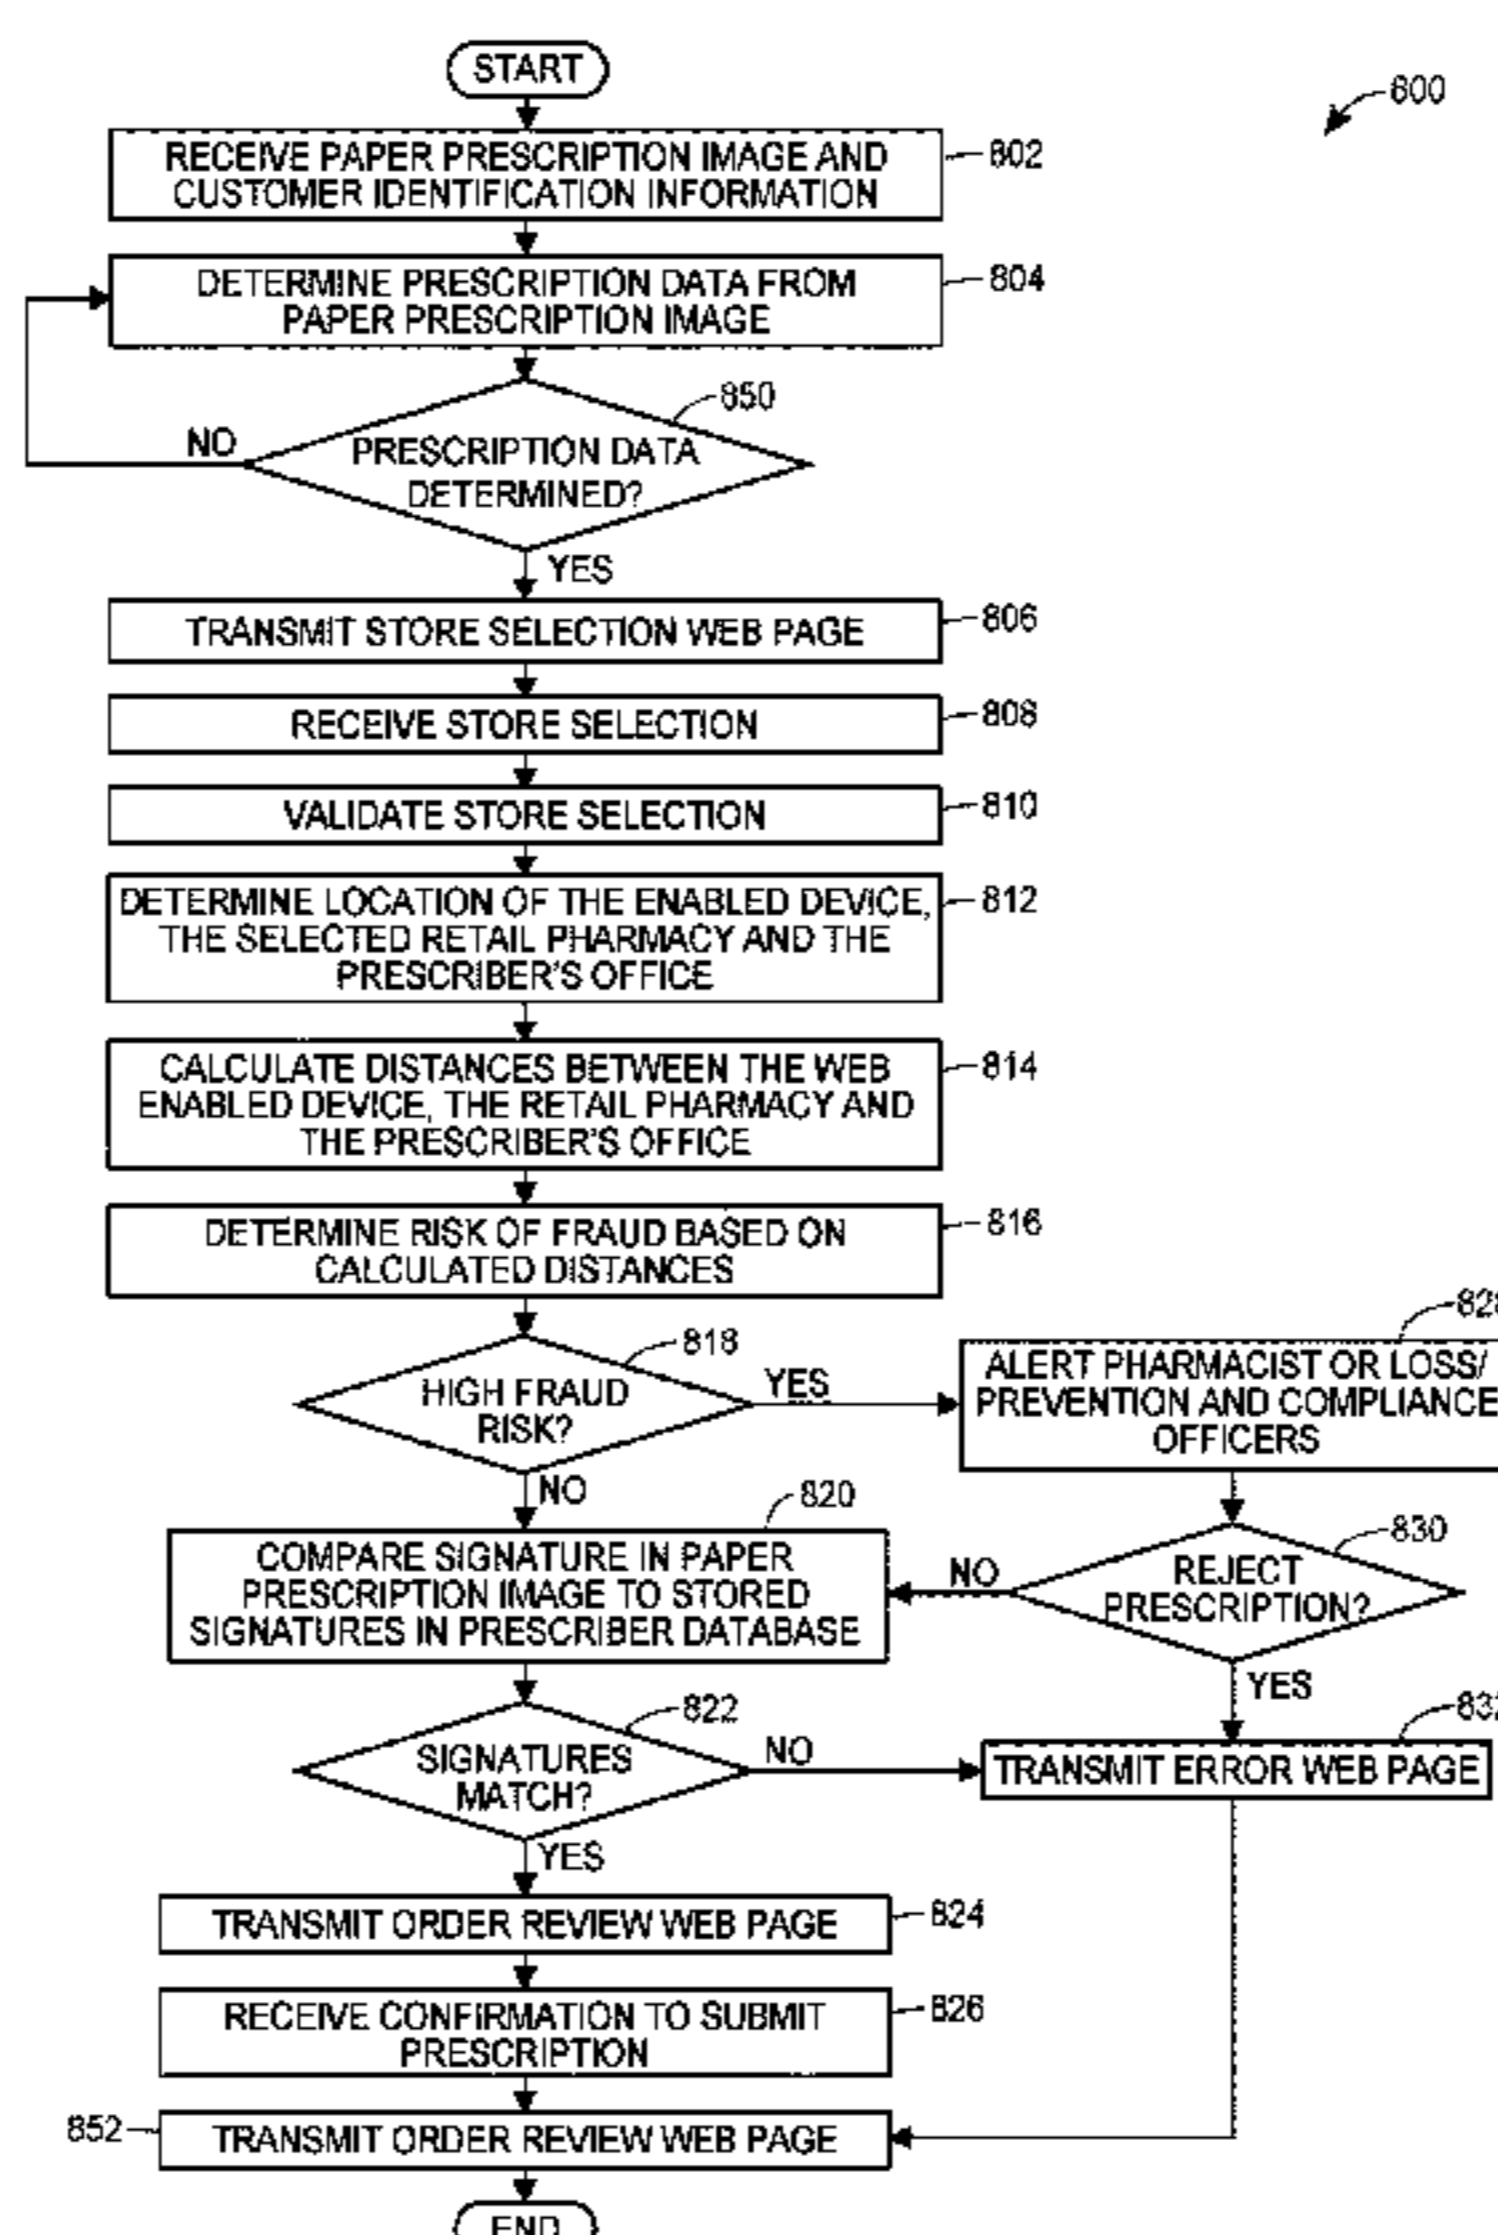 START
800
RECEIVE PAPER PRESCRIPTION IMAGE AND
CUSTOMER IDENTIFICATION INFORMATION
802
DETERMINE PRESCRIPTION DATA FROM
PAPER PRESCRIPTION IMAGE
804
850
NO
PRESCRIPTION DATA
DETERMINED?
YES
TRANSMIT STORE SELECTION WEB PAGE
806
RECEIVE STORE SELECTION
808
VALIDATE STORE SELECTION
810
DETERMINE LOCATION OF THE ENABLED DEVICE,
THE SELECTED RETAIL PHARMACY AND THE
PRESCRIBER'S OFFICE
812
CALCULATE DISTANCES BETWEEN THE WEB
ENABLED DEVICE, THE RETAIL PHARMACY AND
THE PRESCRIBER'S OFFICE
814
DETERMINE RISK OF FRAUD BASED ON
CALCULATED DISTANCES
816
818
HIGH FRAUD
RISK?
YES
NO
828
ALERT PHARMACIST OR LOSS/
PREVENTION AND COMPLIANCE
OFFICERS
820
COMPARE SIGNATURE IN PAPER
PRESCRIPTION IMAGE TO STORED
SIGNATURES IN PRESCRIBER DATABASE
830
NO
REJECT
PRESCRIPTION?
YES
822
SIGNATURES
MATCH?
NO
YES
832
TRANSMIT ERROR WEB PAGE
TRANSMIT ORDER REVIEW WEB PAGE
824
RECEIVE CONFIRMATION TO SUBMIT
PRESCRIPTION
826
852
TRANSMIT ORDER REVIEW WEB PAGE
END